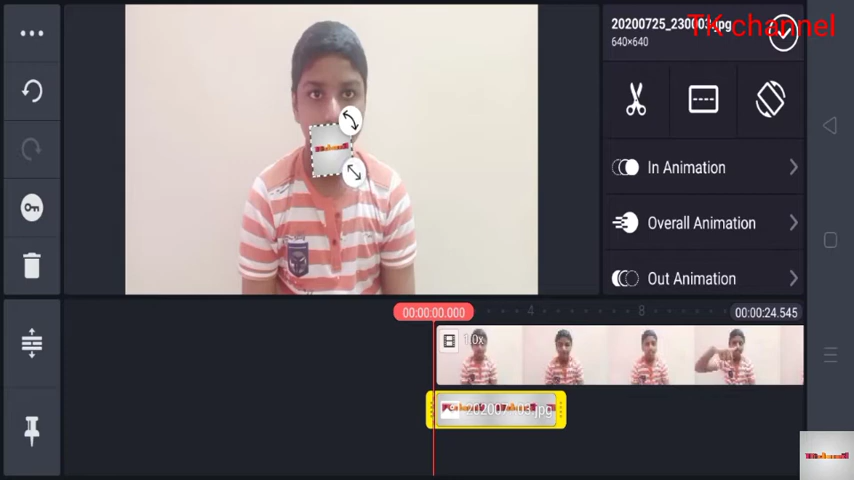 20200725_230003.jpg
TK-channel
640×640
In Animation
Overall Animation
Out Animation
00:00:00.000
4
8
00:00:24.545
1.0x